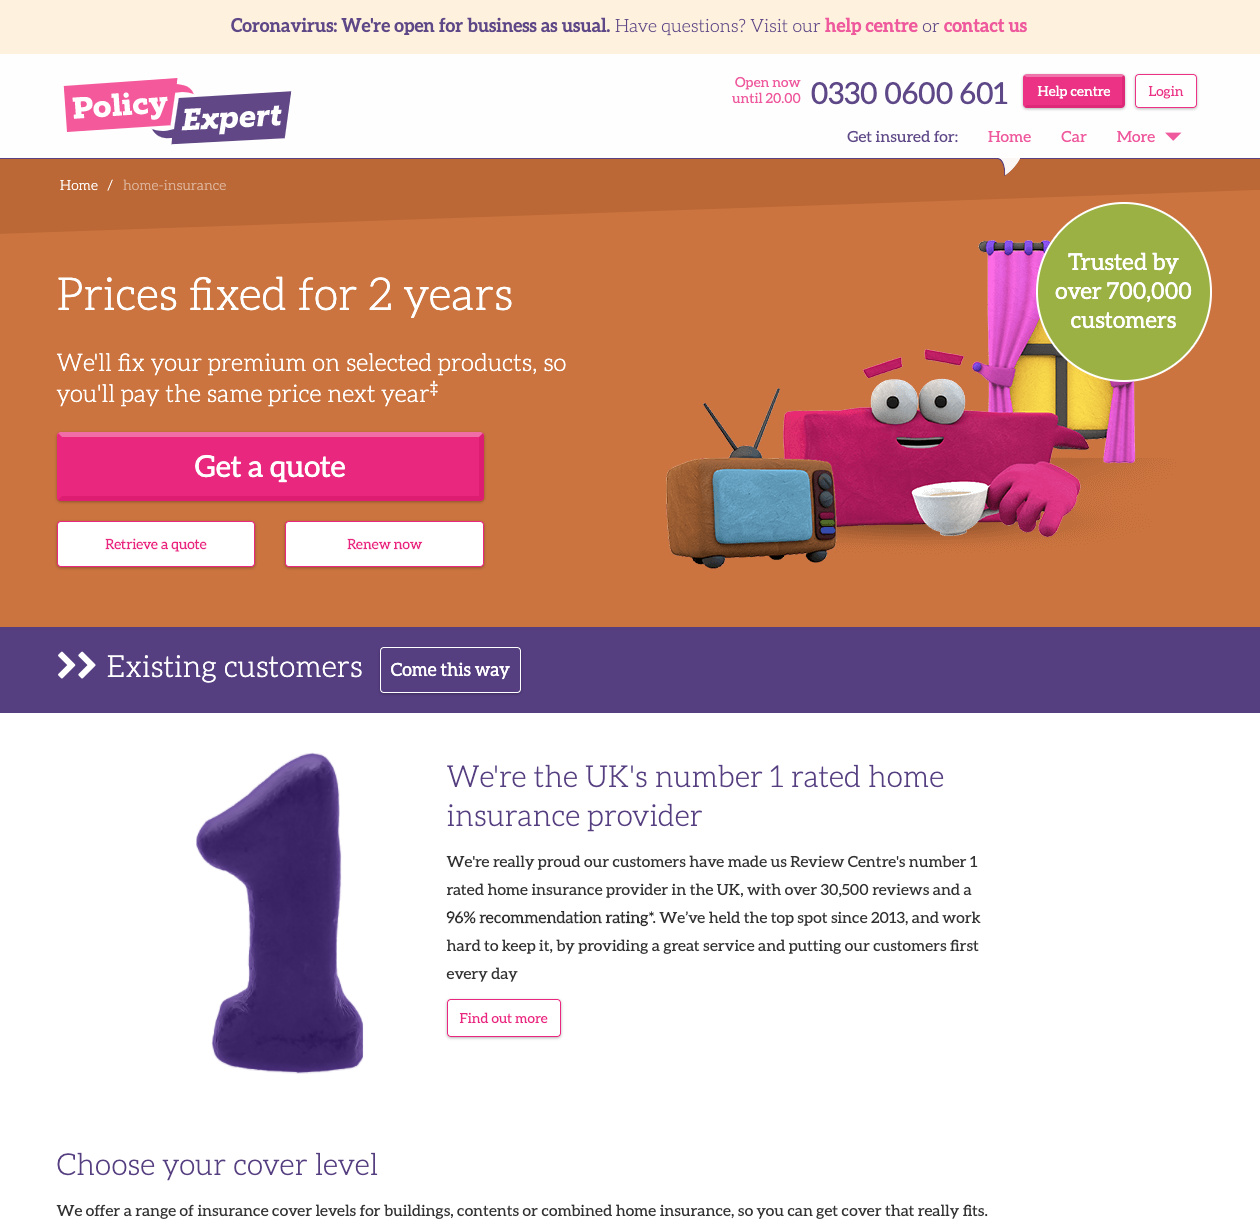 Coronavirus: We're open for business as usual. Have questions? Visit our help centre or contact us
Policy
Expert
Open now
until 20.00
0330 0600 601
Help centre
Login
Get insured for:
Home
Car
More
Home / home-insurance
Prices fixed for 2 years
We'll fix your premium on selected products, so
you'll pay the same price next year‡
Get a quote
Retrieve a quote
Renew now
Trusted by
over 700,000
customers
Existing customers
Come this way
We're the UK's number 1 rated home
insurance provider
We're really proud our customers have made us Review Centre's number 1
rated home insurance provider in the UK, with over 30,500 reviews and a
96% recommendation rating*. We've held the top spot since 2013, and work
hard to keep it, by providing a great service and putting our customers first
every day
Find out more
1
Choose your cover level
We offer a range of insurance cover levels for buildings, contents or combined home insurance, so you can get cover that really fits.